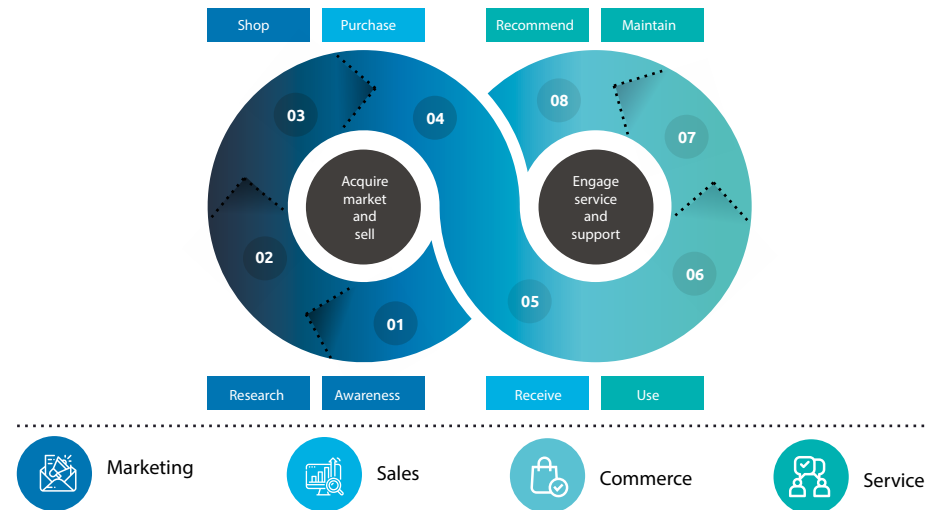 Shop
Purchase
Recommend
Maintain
03
04
08
07
Acquire
market
and
sell
Engage
service
and
support
02
01
05
06
Research
Awareness
Receive
Use
Marketing
Sales
Commerce
Service